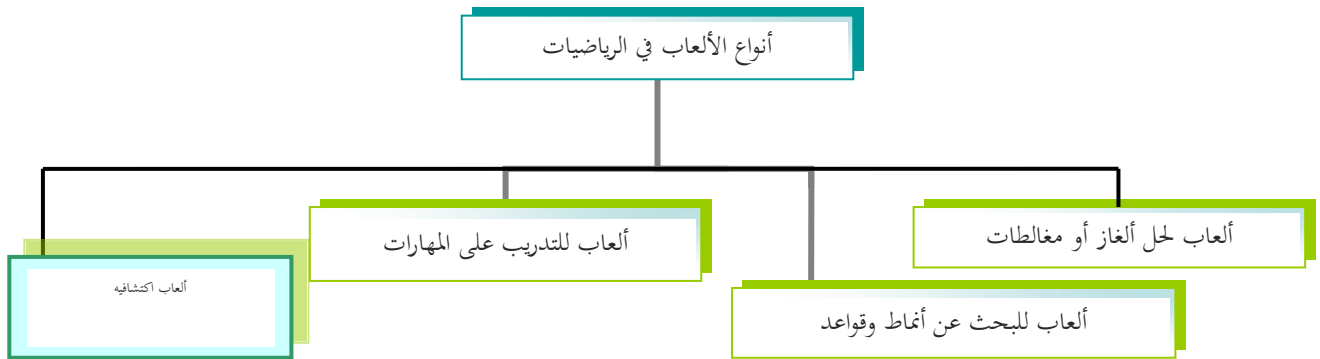 أنواع الألعاب في الرياضيات
ألعاب لحل ألغاز أو مغالطات
ألعاب للبحث عن أنماط وقواعد
ألعاب للتدريب على المهارات
ألعاب اكتشافيه